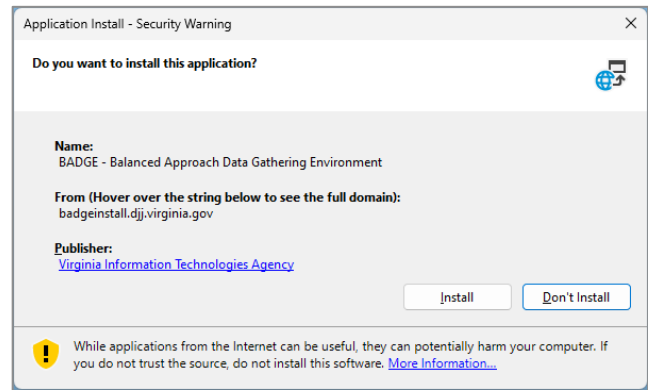 Application Install - Security Warning
Do you want to install this application?
Name:
BADGE - Balanced Approach Data Gathering Environment
From (Hover over the string below to see the full domain):
badgeinstall.djj.virginia.gov
Publisher:
Virginia Information Technologies Agency
Install Don't Install
While applications from the Internet can be useful, they can potentially harm your computer. If
you do not trust the source, do not install this software. More Information...